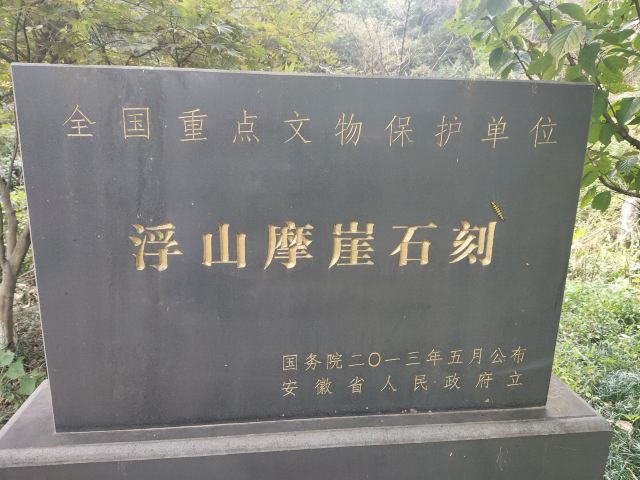 全国重点文物保护单位
浮山摩崖石刻
国务院二〇一三年五月公布
安徽省人民政府立